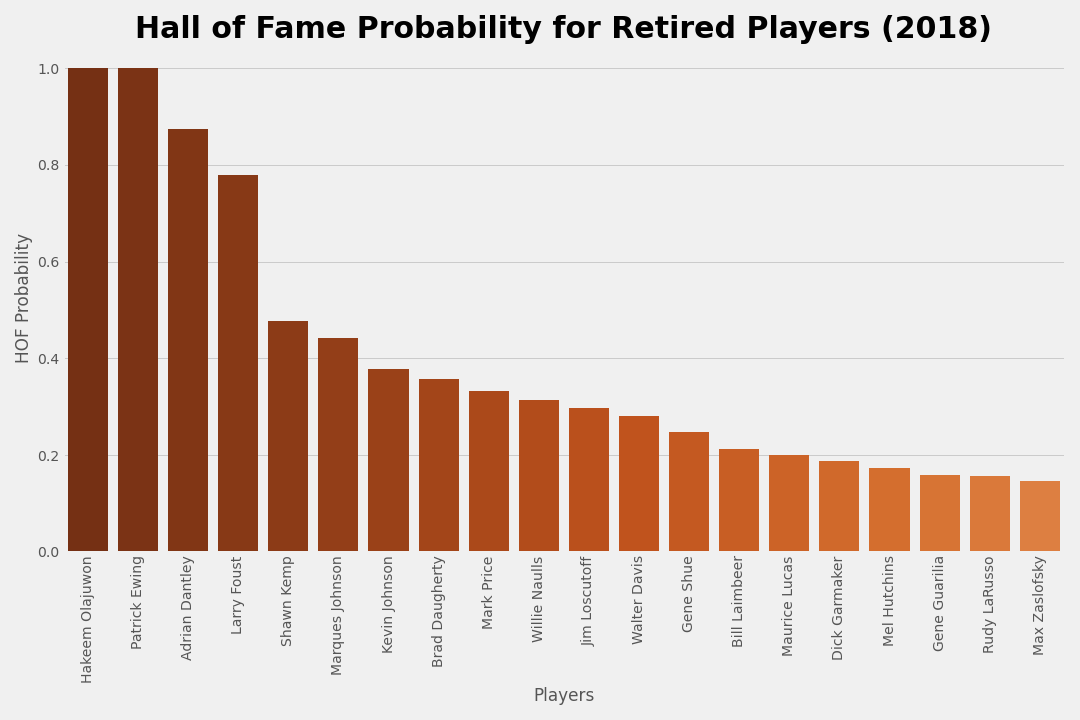 Hall of Fame Probability for Retired Players (2018)
HOF Probability
1.0
0.8
0.6
0.4
0.2
0.0
Hakeem Olajuwon
Patrick Ewing
Adrian Dantley
Larry Foust
Shawn Kemp
Marques Johnson
Kevin Johnson
Brad Daugherty
Mark Price
Willie Naulls
Jim Loscutoff
Walter Davis
Gene Shue
Bill Laimbeer
Maurice Lucas
Dick Garmaker
Mel Hutchins
Gene Guarilia
Rudy LaRusso
Max Zaslofsky
Players